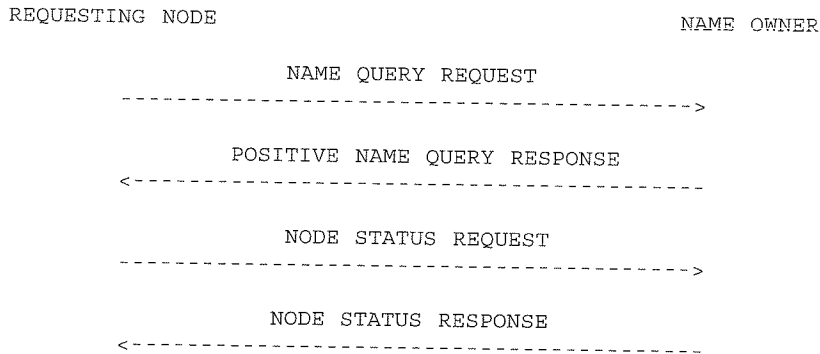 REQUESTING NODE
NAME OWNER
NAME QUERY REQUEST
-------------------------------------------->
POSITIVE NAME QUERY RESPONSE
<--------------------------------------------
NODE STATUS REQUEST
-------------------------------------------->
NODE STATUS RESPONSE
<--------------------------------------------